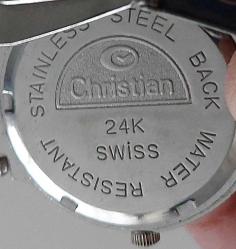 STAINLESS STEEL BACK
Christian
24K
SWiSS
WATER RESISTANT